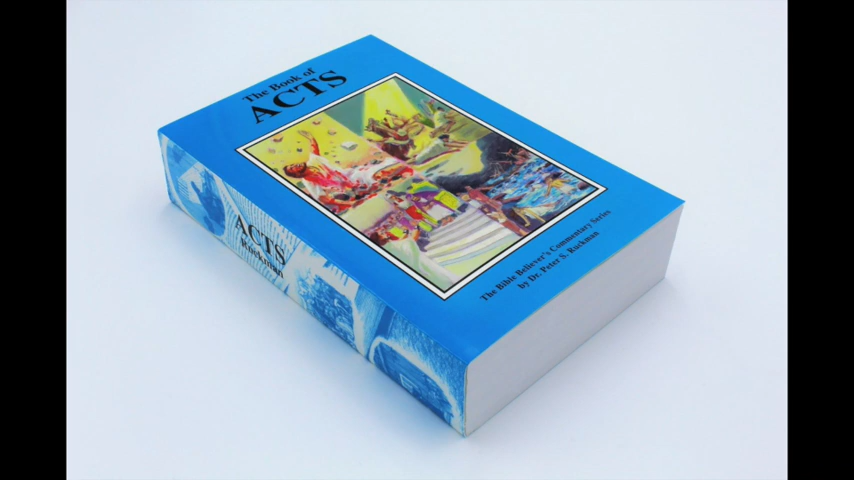 The Book of
ACTS
The Bible Believer's Commentary Series
by Dr. Peter S. Ruckman
ACTS
Ruckman